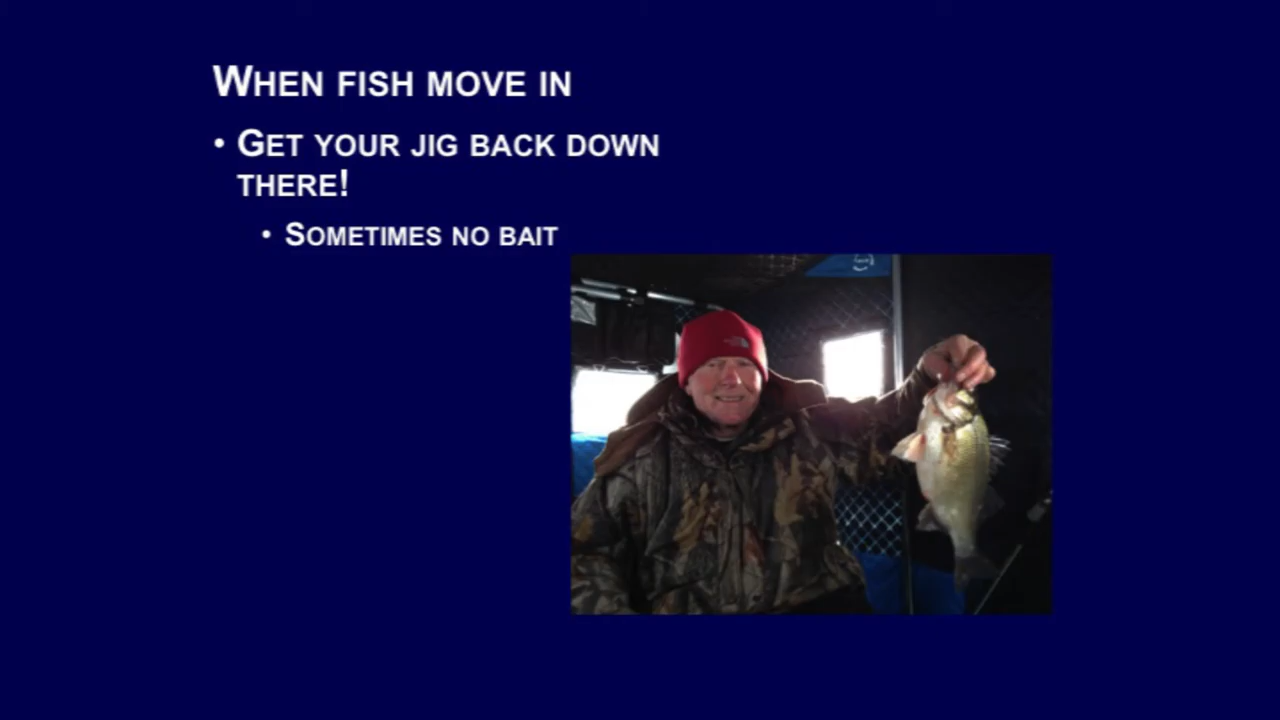 WHEN FISH MOVE IN
• GET YOUR JIG BACK DOWN
THERE!
• SOMETIMES NO BAIT